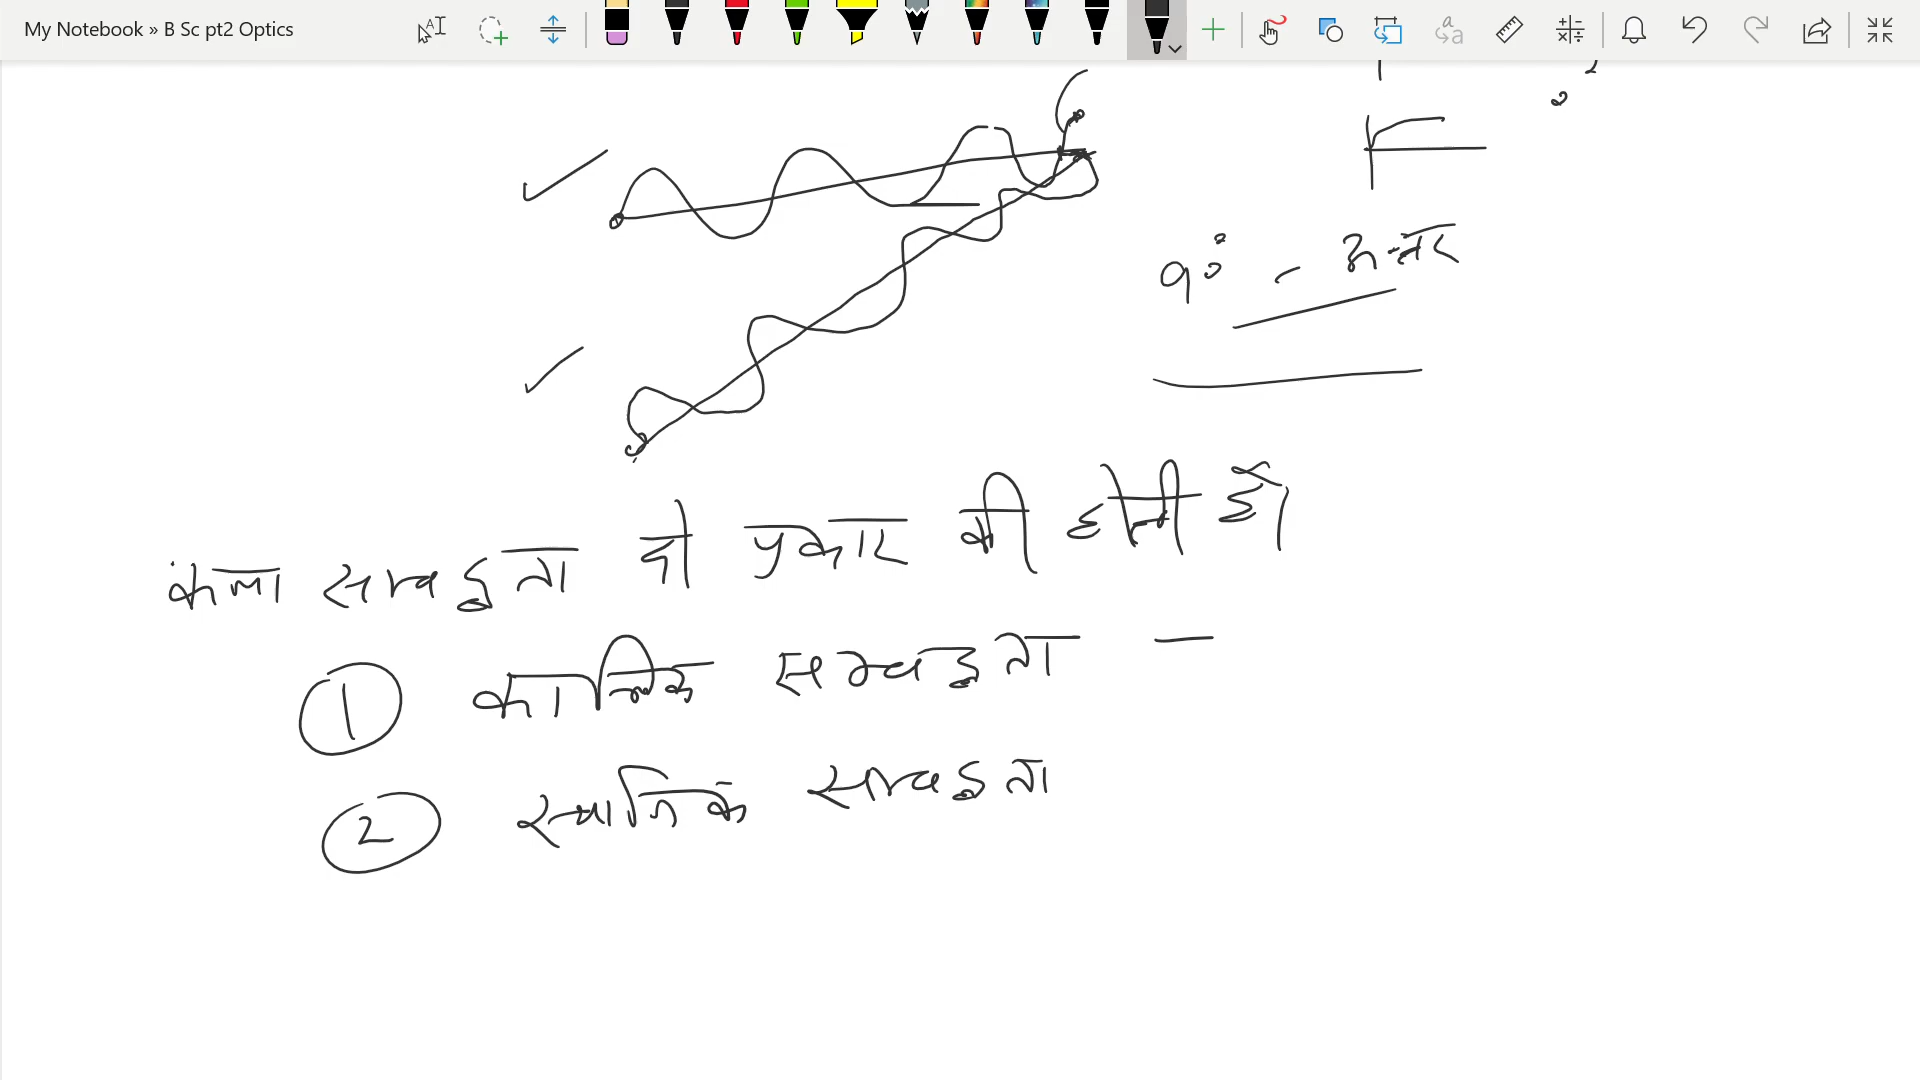 My Notebook » B Sc pt2 Optics
90° - अन्तर
कला सम्बद्धता दो प्रकार की होती है।
1 कालिक सम्बद्धता -
2 स्थानिक सम्बद्धता